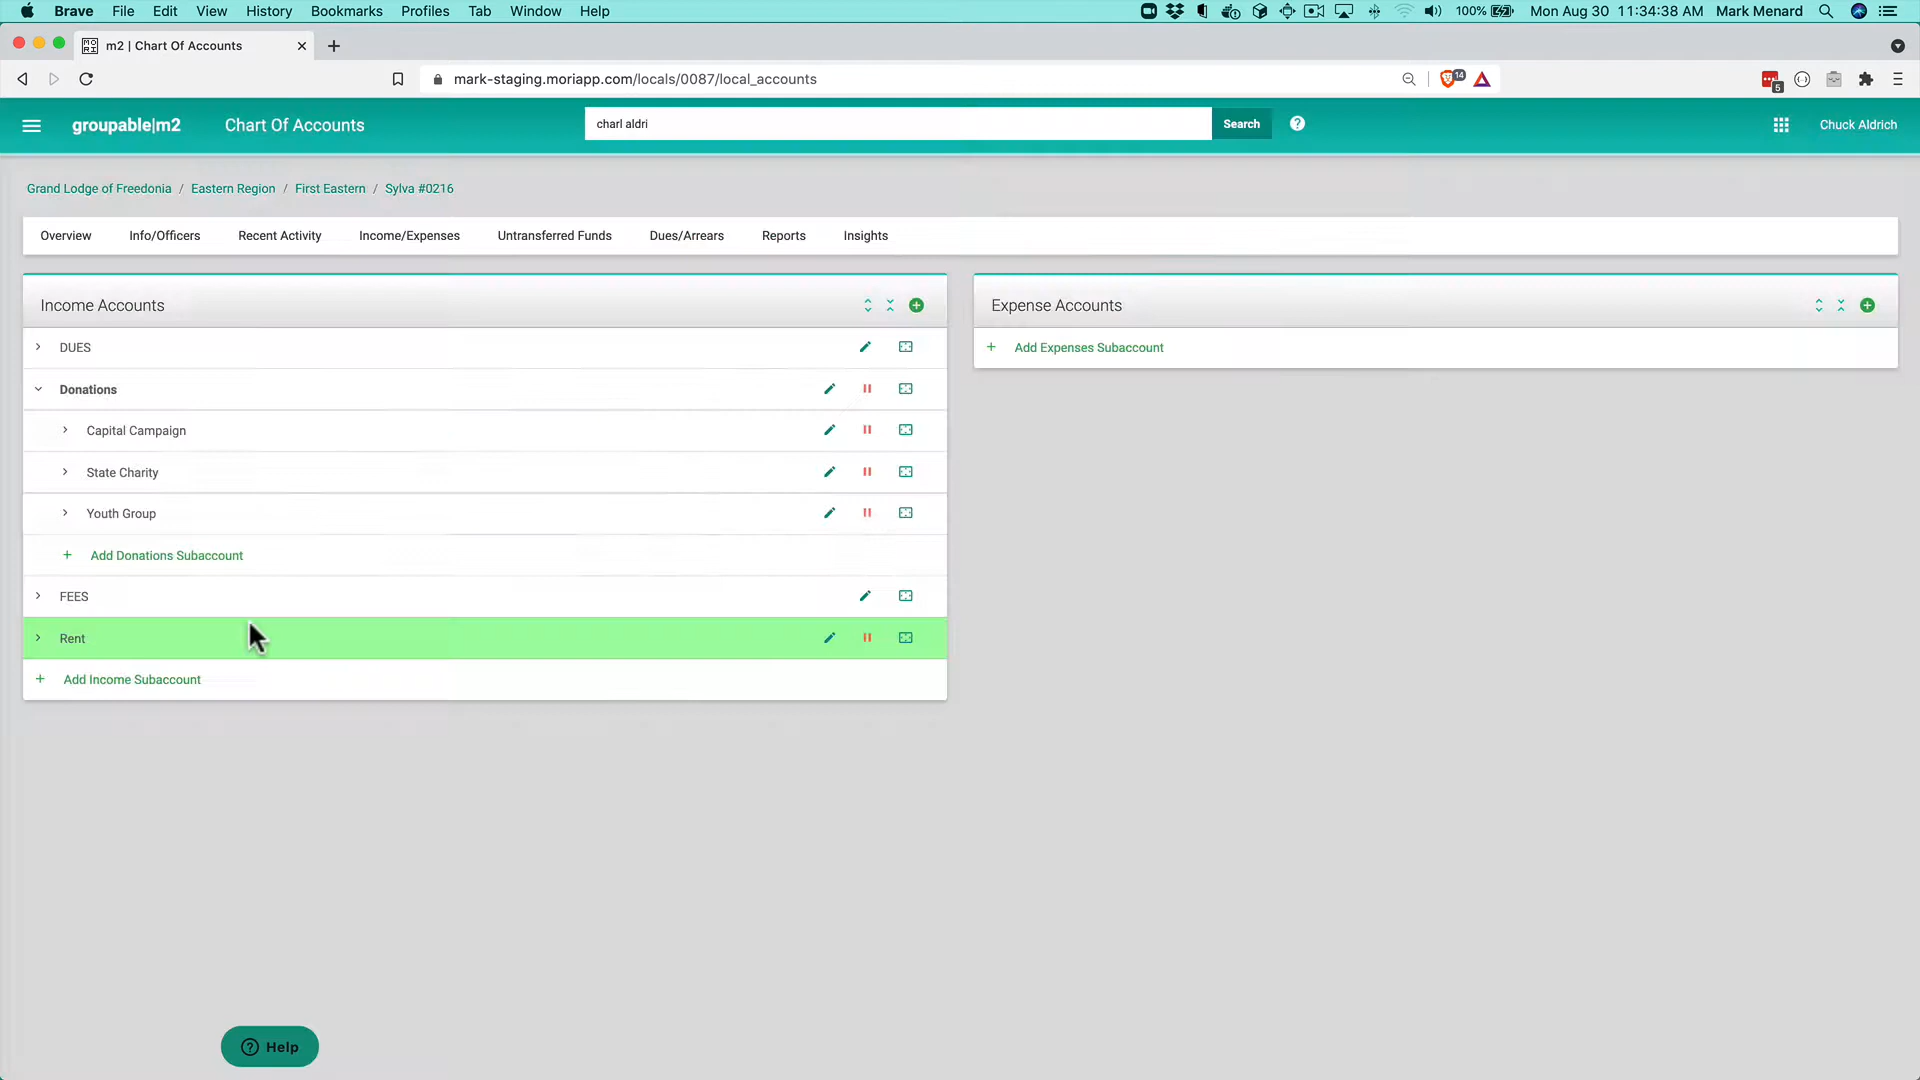 Brave File Edit View History Bookmarks Profiles Tab Window Help 100% Mon Aug 30 11:34:38 AM Mark Menard
m2 | Chart Of Accounts
mark-staging.moriapp.com/locals/0087/local_accounts 14 5
groupable|m2 Chart Of Accounts charl aldri Search Chuck Aldrich
Grand Lodge of Freedonia / Eastern Region / First Eastern / Sylva #0216
Overview Info/Officers Recent Activity Income/Expenses Untransferred Funds Dues/Arrears Reports Insights
Income Accounts
DUES
Donations
Capital Campaign
State Charity
Youth Group
+ Add Donations Subaccount
FEES
Rent
+ Add Income Subaccount
Expense Accounts
+ Add Expenses Subaccount
? Help